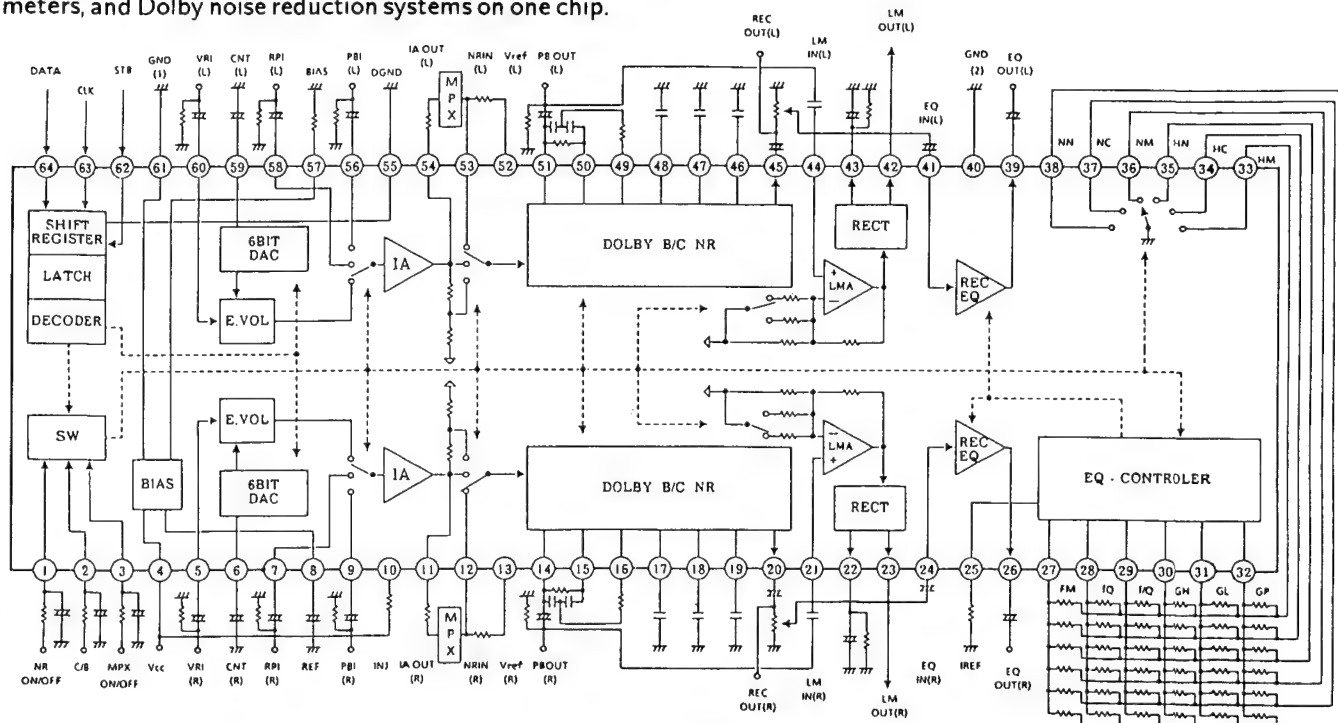 meters, and Dolby noise reduction systems on one chip.
DATA
CLK
STB
GND (1)
VRI (L)
CNT (L)
RPI (L)
BIAS
PBI (L)
DGND
IA OUT (L)
MPX
NRIN (L)
Vref (L)
PB OUT (L)
REC OUT(L)
LM IN(L)
LM OUT(L)
EQ IN(L)
GND (2)
EQ OUT(L)
NN
NC
NM
HN
HC
HM
64 63 62 61 60 59 58 57 56 55 54 53 52 51 50 49 48 47 46 45 44 43 42 41 40 39 38 37 36 35 34 33
SHIFT REGISTER
LATCH
DECODER
6BIT DAC
E.VOL
IA
DOLBY B/C NR
LMA
+
−
RECT
REC EQ
SW
BIAS
E.VOL
6BIT DAC
IA
DOLBY B/C NR
LMA
−
+
RECT
REC EQ
EQ - CONTROLER
1 2 3 4 5 6 7 8 9 10 11 12 13 14 15 16 17 18 19 20 21 22 23 24 25 26 27 28 29 30 31 32
FM
fQ
f/Q
GH
GL
GP
NR ON/OFF
C/B
MPX ON/OFF
Vcc
VRI (R)
CNT (R)
RPI (R)
REF
PBI (R)
INJ
IA OUT (R)
MPX
NRIN (R)
Vref (R)
PBOUT (R)
REC OUT(R)
LM IN(R)
LM OUT(R)
EQ IN(R)
IREF
EQ OUT(R)